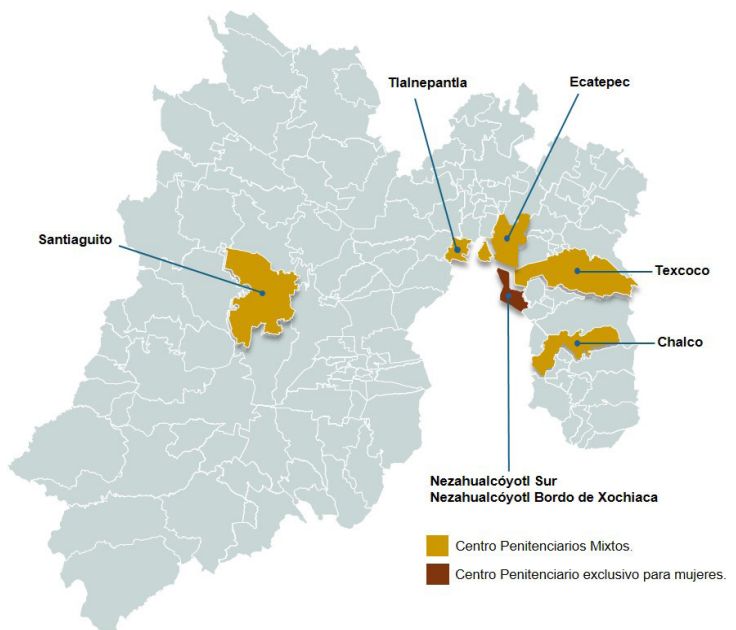 Tlalnepantla
Ecatepec
Santiaguito
Texcoco
Chalco
Nezahualcóyotl Sur
Nezahualcóyotl Bordo de Xochiaca
Centro Penitenciarios Mixtos.
Centro Penitenciario exclusivo para mujeres.